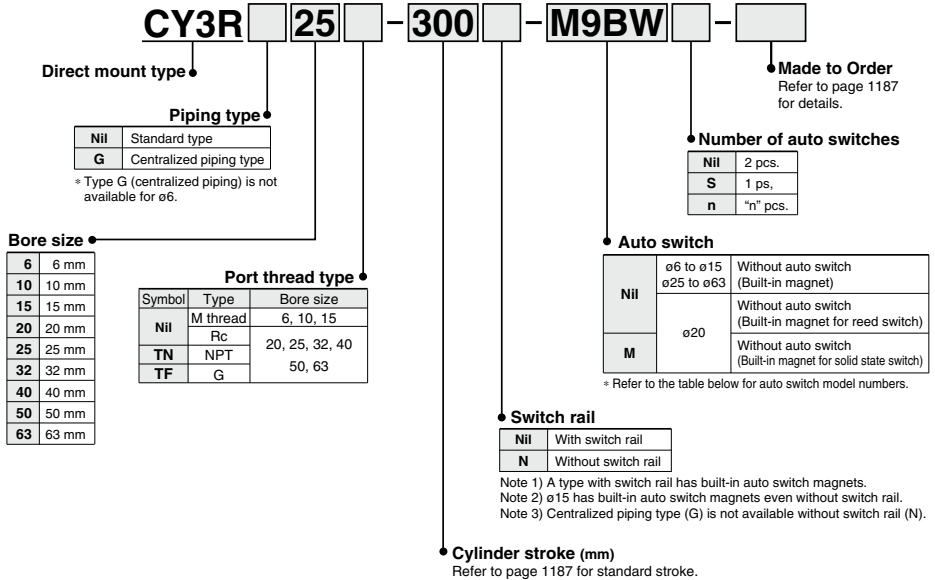 CY3R 25 - 300 - M9BW -
Direct mount type
Made to Order
Refer to page 1187
for details.
Piping type
Nil Standard type
G Centralized piping type
* Type G (centralized piping) is not
available for ø6.
Number of auto switches
Nil 2 pcs.
S 1 ps,
n "n" pcs.
Bore size
6 6 mm
10 10 mm
15 15 mm
20 20 mm
25 25 mm
32 32 mm
40 40 mm
50 50 mm
63 63 mm
Port thread type
Symbol Type Bore size
Nil M thread 6, 10, 15
Rc 20, 25, 32, 40
TN NPT 50, 63
TF G
Auto switch
Nil ø6 to ø15 Without auto switch
ø25 to ø63 (Built-in magnet)
ø20 Without auto switch
(Built-in magnet for reed switch)
M Without auto switch
(Built-in magnet for solid state switch)
* Refer to the table below for auto switch model numbers.
Switch rail
Nil With switch rail
N Without switch rail
Note 1) A type with switch rail has built-in auto switch magnets.
Note 2) ø15 has built-in auto switch magnets even without switch rail.
Note 3) Centralized piping type (G) is not available without switch rail (N).
Cylinder stroke (mm)
Refer to page 1187 for standard stroke.